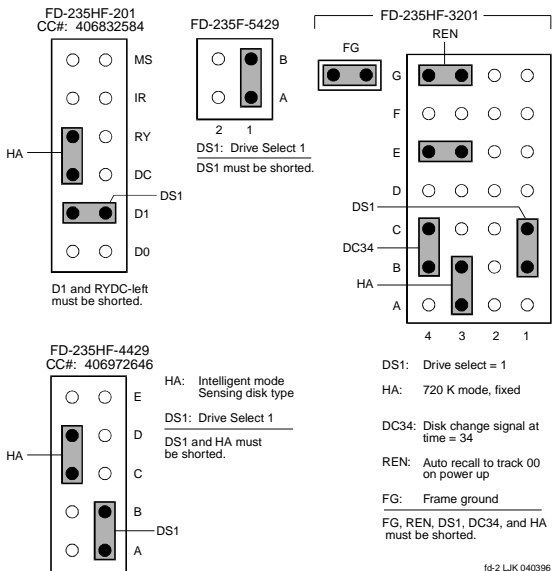 FD-235HF-201
CC#: 406832584
MS
IR
RY
HA
DC
DS1
D1
D0
D1 and RYDC-left
must be shorted.
FD-235F-5429
B
A
2 1
DS1: Drive Select 1
DS1 must be shorted.
FD-235HF-3201
REN
FG
G
F
E
D
DS1
C
DC34
B
HA
A
4 3 2 1
DS1: Drive select = 1
HA: 720 K mode, fixed
DC34: Disk change signal at
time = 34
REN: Auto recall to track 00
on power up
FG: Frame ground
FG, REN, DS1, DC34, and HA
must be shorted.
FD-235HF-4429
CC#: 406972646
E
D
HA
C
B
DS1
A
HA: Intelligent mode
Sensing disk type
DS1: Drive Select 1
DS1 and HA must
be shorted.
fd-2 LJK 040396